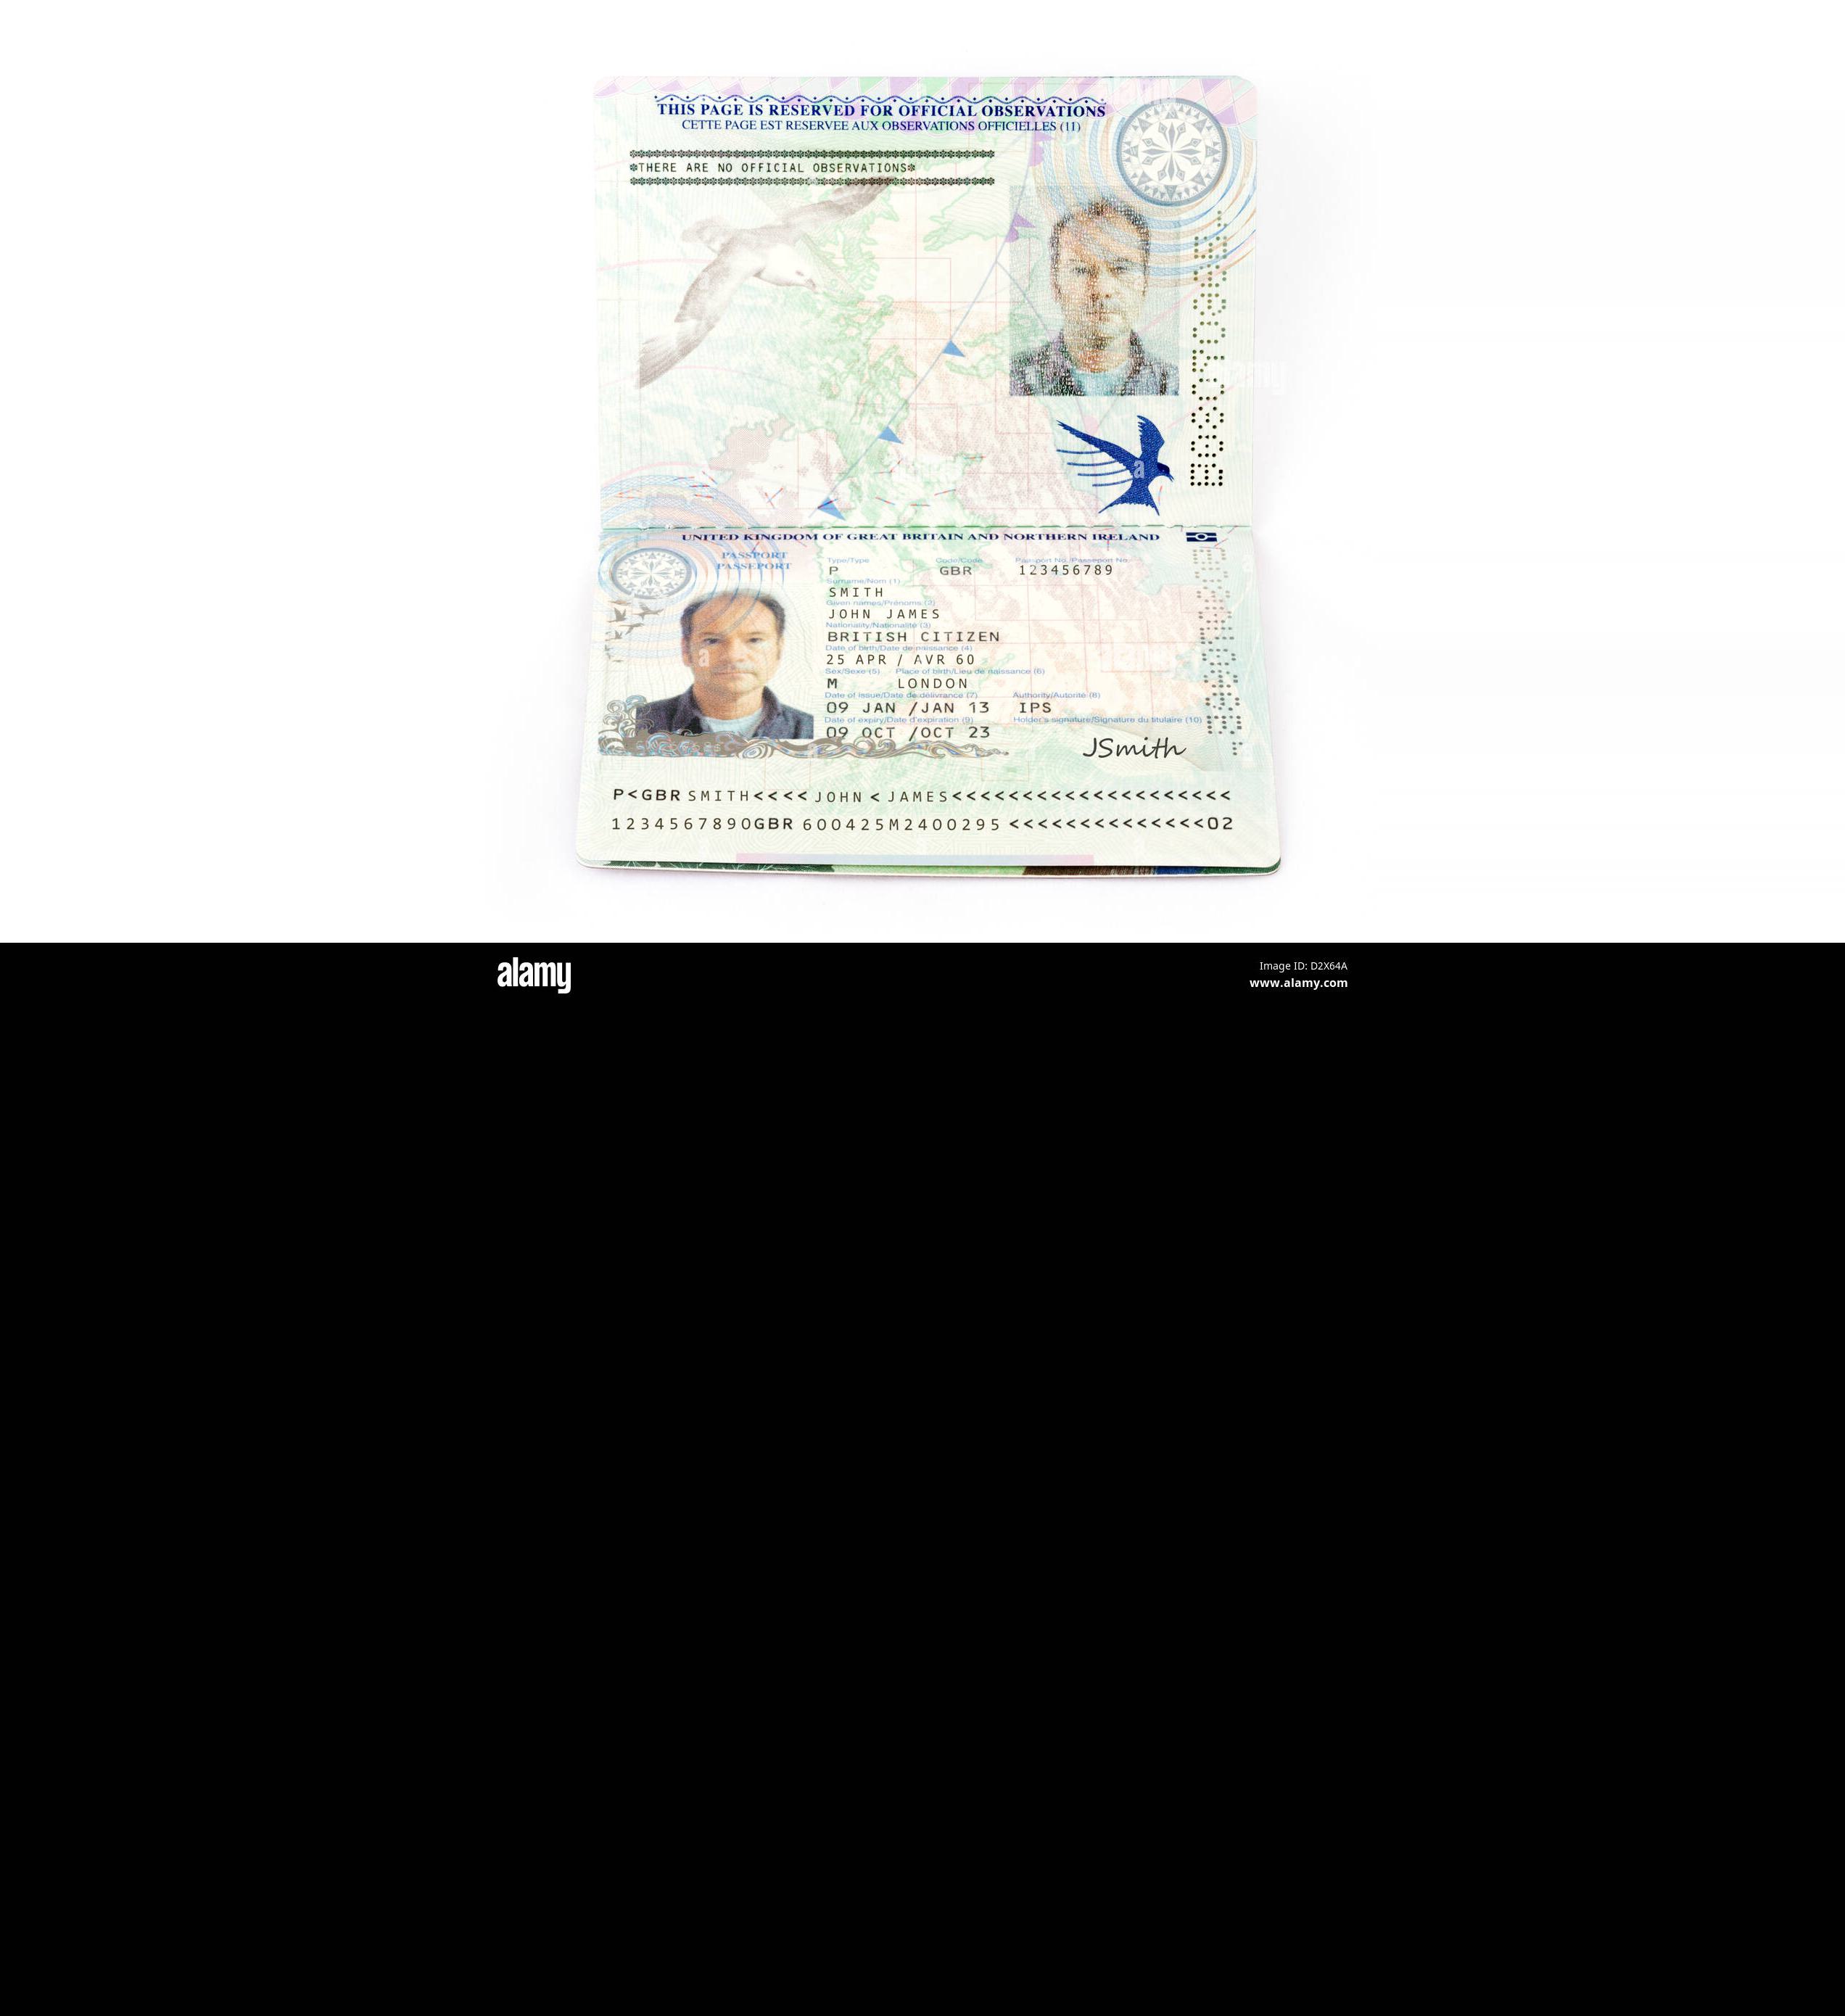 THIS PAGE IS RESERVED FOR OFFICIAL OBSERVATIONS
CETTE PAGE EST RESERVEE AUX OBSERVATIONS OFFICIELLES (11)
*THERE ARE NO OFFICIAL OBSERVATIONS*
UNITED KINGDOM OF GREAT BRITAIN AND NORTHERN IRELAND
PASSPORT
PASSEPORT
Type/Type Code/Code Passport No./Passeport No.
P GBR 123456789
Surname/Nom (1)
SMITH
Given names/Prénoms (2)
JOHN JAMES
Nationality/Nationalité (3)
BRITISH CITIZEN
Date of birth/Date de naissance (4)
25 APR / AVR 60
Sex/Sexe (5) Place of birth/Lieu de naissance (6)
M LONDON
Date of issue/Date de délivrance (7) Authority/Autorité (8)
09 JAN /JAN 13 IPS
Date of expiry/Date d'expiration (9) Holder's signature/Signature du titulaire (10)
09 OCT /OCT 23
JSmith
P<GBR SMITH<<<< JOHN < JAMES<<<<<<<<<<<<<<<<<<<<
1234567890GBR 600425M2400295 <<<<<<<<<<<<<<02
alamy
Image ID: D2X64A
www.alamy.com